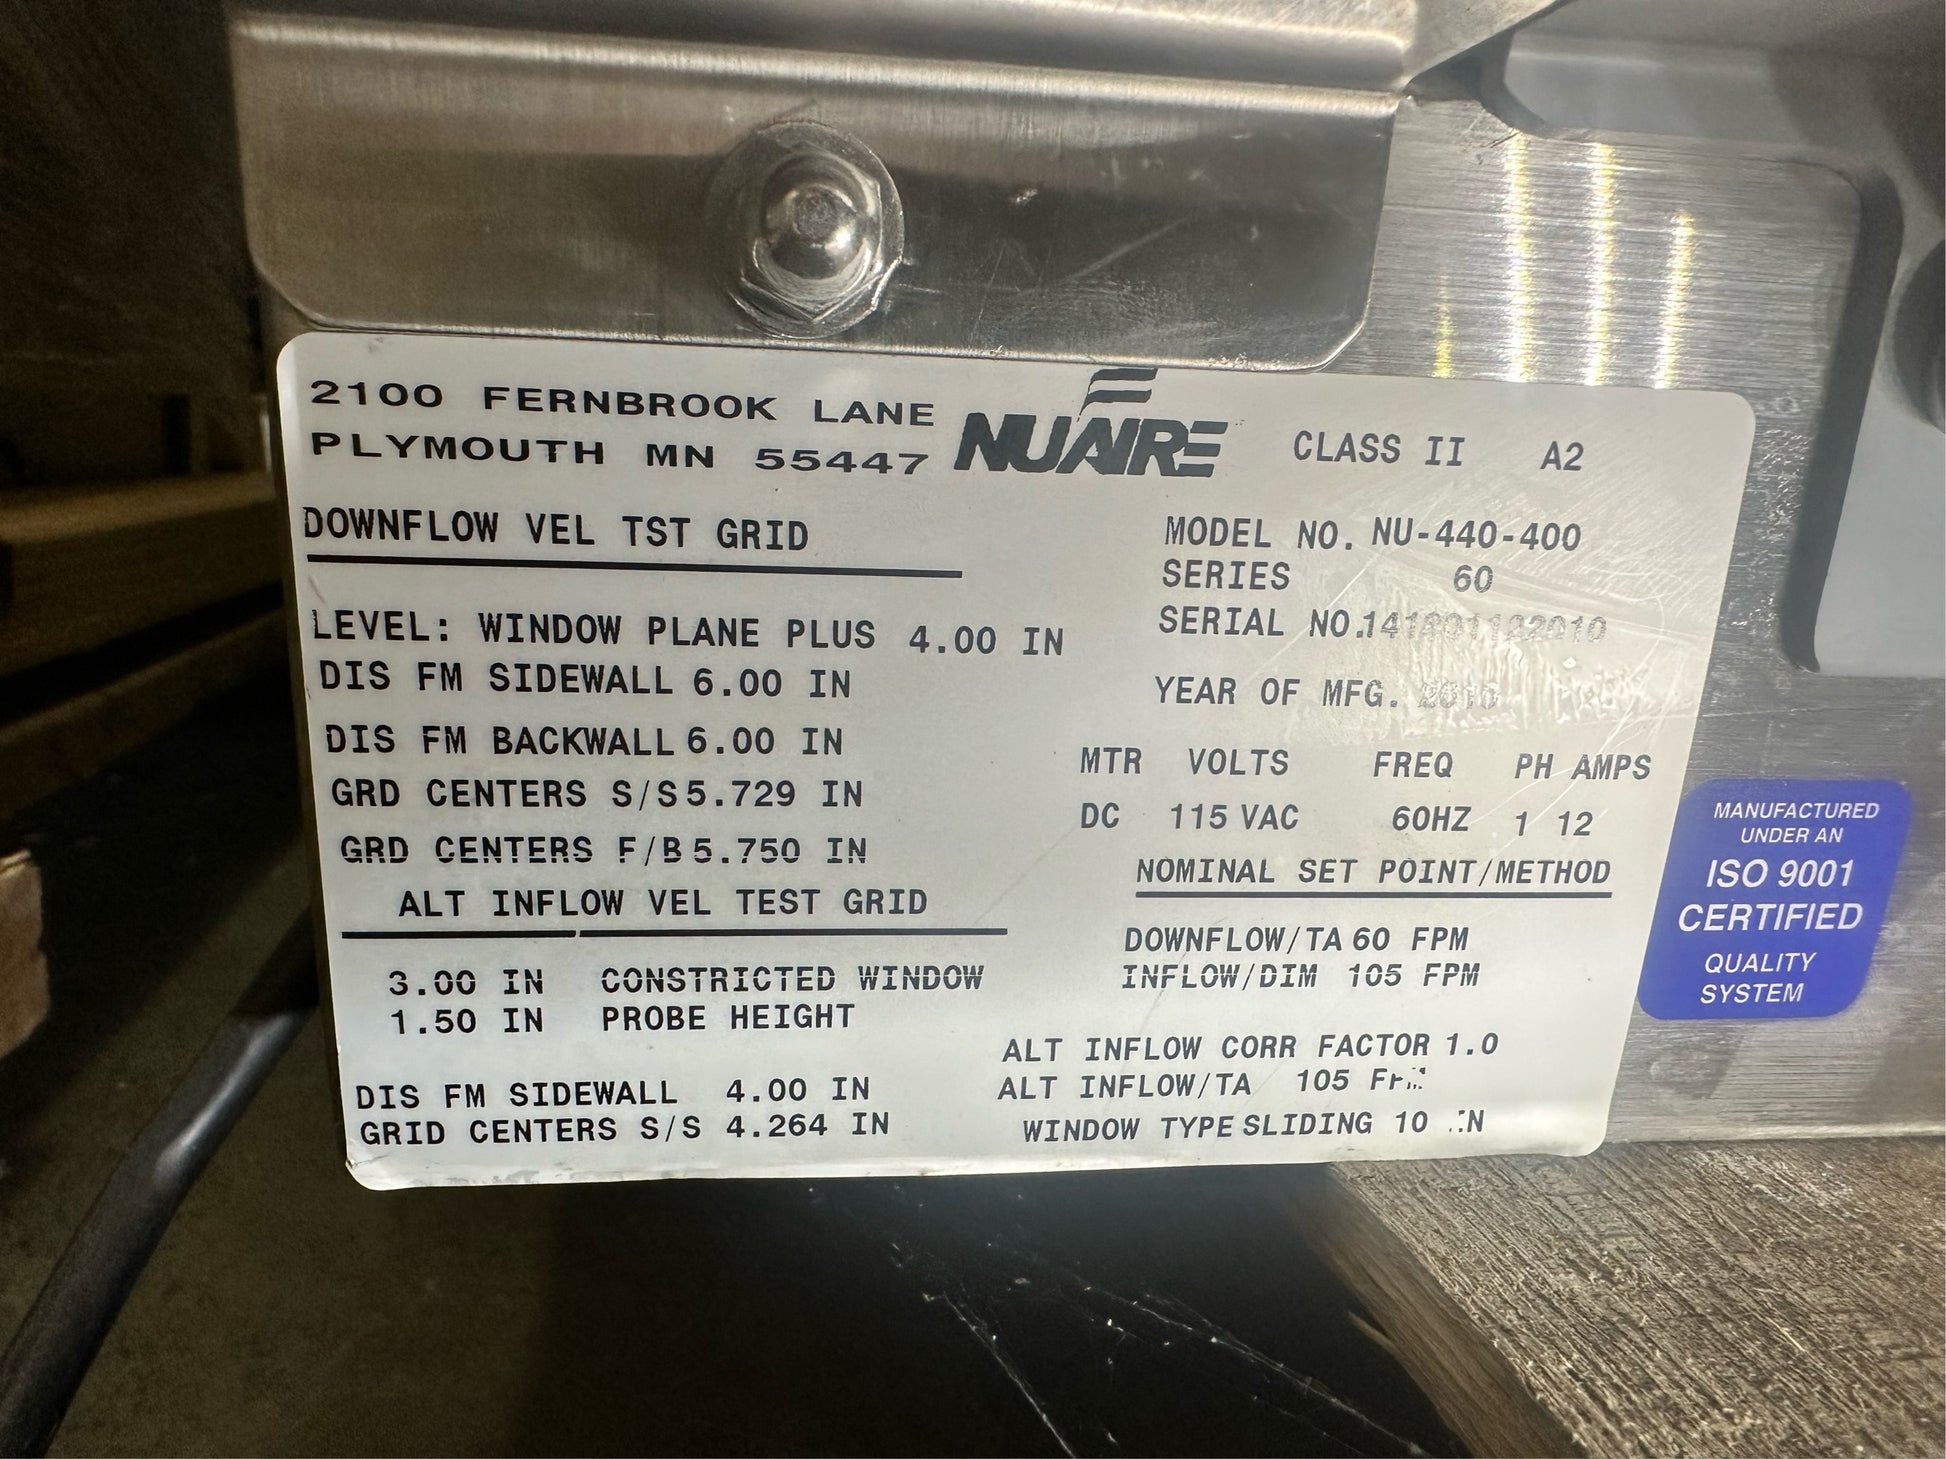 2100 FERNBROOK LANE
PLYMOUTH MN 55447
NUAIRE
CLASS II A2
DOWNFLOW VEL TST GRID
LEVEL: WINDOW PLANE PLUS 4.00 IN
DIS FM SIDEWALL 6.00 IN
DIS FM BACKWALL 6.00 IN
GRD CENTERS S/S 5.729 IN
GRD CENTERS F/B 5.750 IN
ALT INFLOW VEL TEST GRID
3.00 IN CONSTRICTED WINDOW
1.50 IN PROBE HEIGHT
DIS FM SIDEWALL 4.00 IN
GRID CENTERS S/S 4.264 IN
MODEL NO. NU-440-400
SERIES 60
SERIAL NO.
YEAR OF MFG. 2010
MTR VOLTS FREQ PH AMPS
DC 115 VAC 60HZ 1 12
NOMINAL SET POINT/METHOD
DOWNFLOW/TA 60 FPM
INFLOW/DIM 105 FPM
ALT INFLOW CORR FACTOR 1.0
ALT INFLOW/TA 105 FPM
WINDOW TYPE SLIDING 10 IN
MANUFACTURED
UNDER AN
ISO 9001
CERTIFIED
QUALITY
SYSTEM